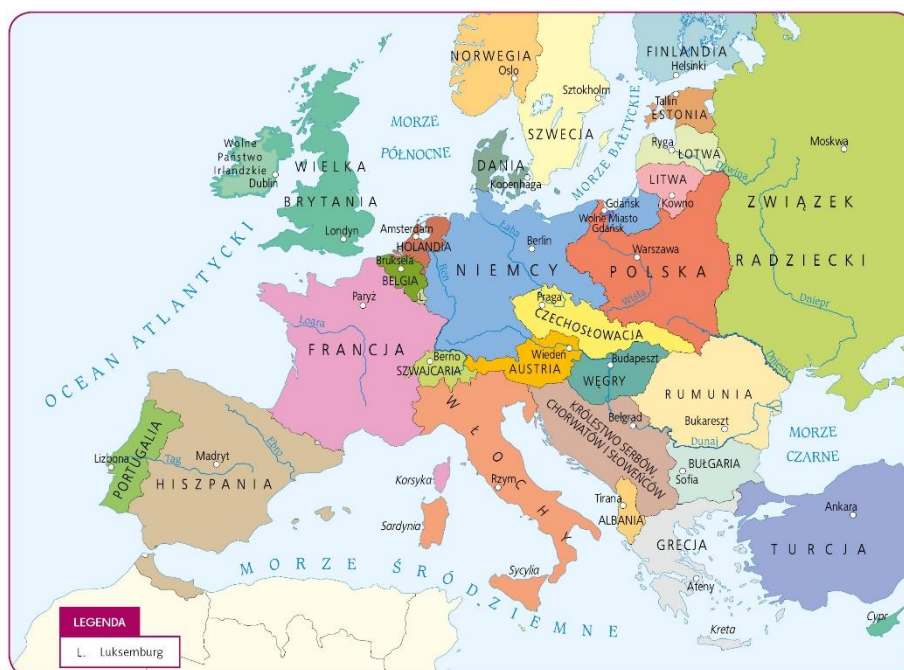 NORWEGIA
Oslo
FINLANDIA
Helsinki
Sztokholm
SZWECJA
Tallin
ESTONIA
MORZE
PÓŁNOCNE
MORZE BAŁTYCKIE
Ryga
ŁOTWA
Dźwina
Moskwa
Wolne
Państwo
Irlandzkie
Dublin
WIELKA
BRYTANIA
Londyn
DANIA
Kopenhaga
LITWA
Kowno
ZWIĄZEK
RADZIECKI
Gdańsk
Wolne Miasto
Gdańsk
Amsterdam
HOLANDIA
Łaba
Berlin
Warszawa
POLSKA
Wisła
Dniepr
OCEAN ATLANTYCKI
Bruksela
BELGIA
Ren
NIEMCY
Paryż
Loara
FRANCJA
Praga
CZECHOSŁOWACJA
Dniestr
Berno
SZWAJCARIA
Wiedeń
AUSTRIA
Budapeszt
WĘGRY
RUMUNIA
Bukareszt
Belgrad
Dunaj
KRÓLESTWO SERBÓW
CHORWATÓW I SŁOWEŃCÓW
MORZE
CZARNE
PORTUGALIA
Lizbona
Tag
Madryt
HISZPANIA
Ebro
WŁOCHY
Rzym
Korsyka
Sardynia
Sycylia
BUŁGARIA
Sofia
Tirana
ALBANIA
GRECJA
Ateny
Ankara
TURCJA
MORZE ŚRÓDZIEMNE
Kreta
Cypr
LEGENDA
L. Luksemburg